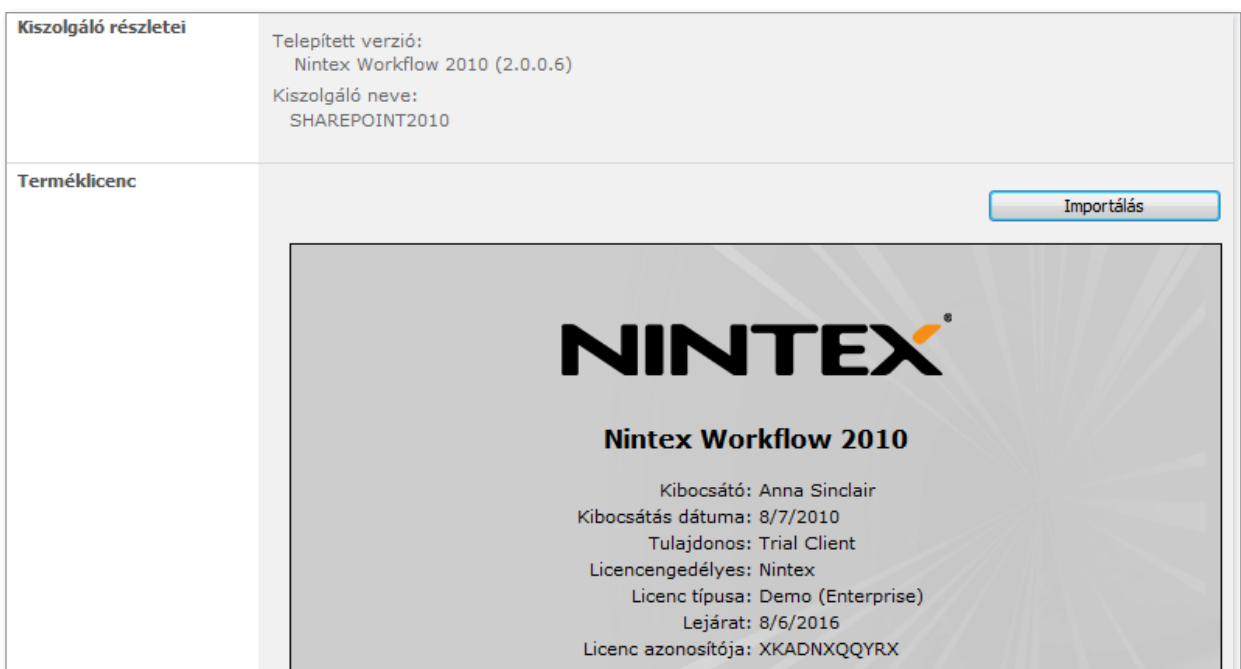 Kiszolgáló részletei
Telepített verzió:
Nintex Workflow 2010 (2.0.0.6)
Kiszolgáló neve:
SHAREPOINT2010
Terméklicenc
Importálás
NINTEX®
Nintex Workflow 2010
Kibocsátó: Anna Sinclair
Kibocsátás dátuma: 8/7/2010
Tulajdonos: Trial Client
Licencengedélyes: Nintex
Licenc típusa: Demo (Enterprise)
Lejárat: 8/6/2016
Licenc azonosítója: XKADNXQQYRX